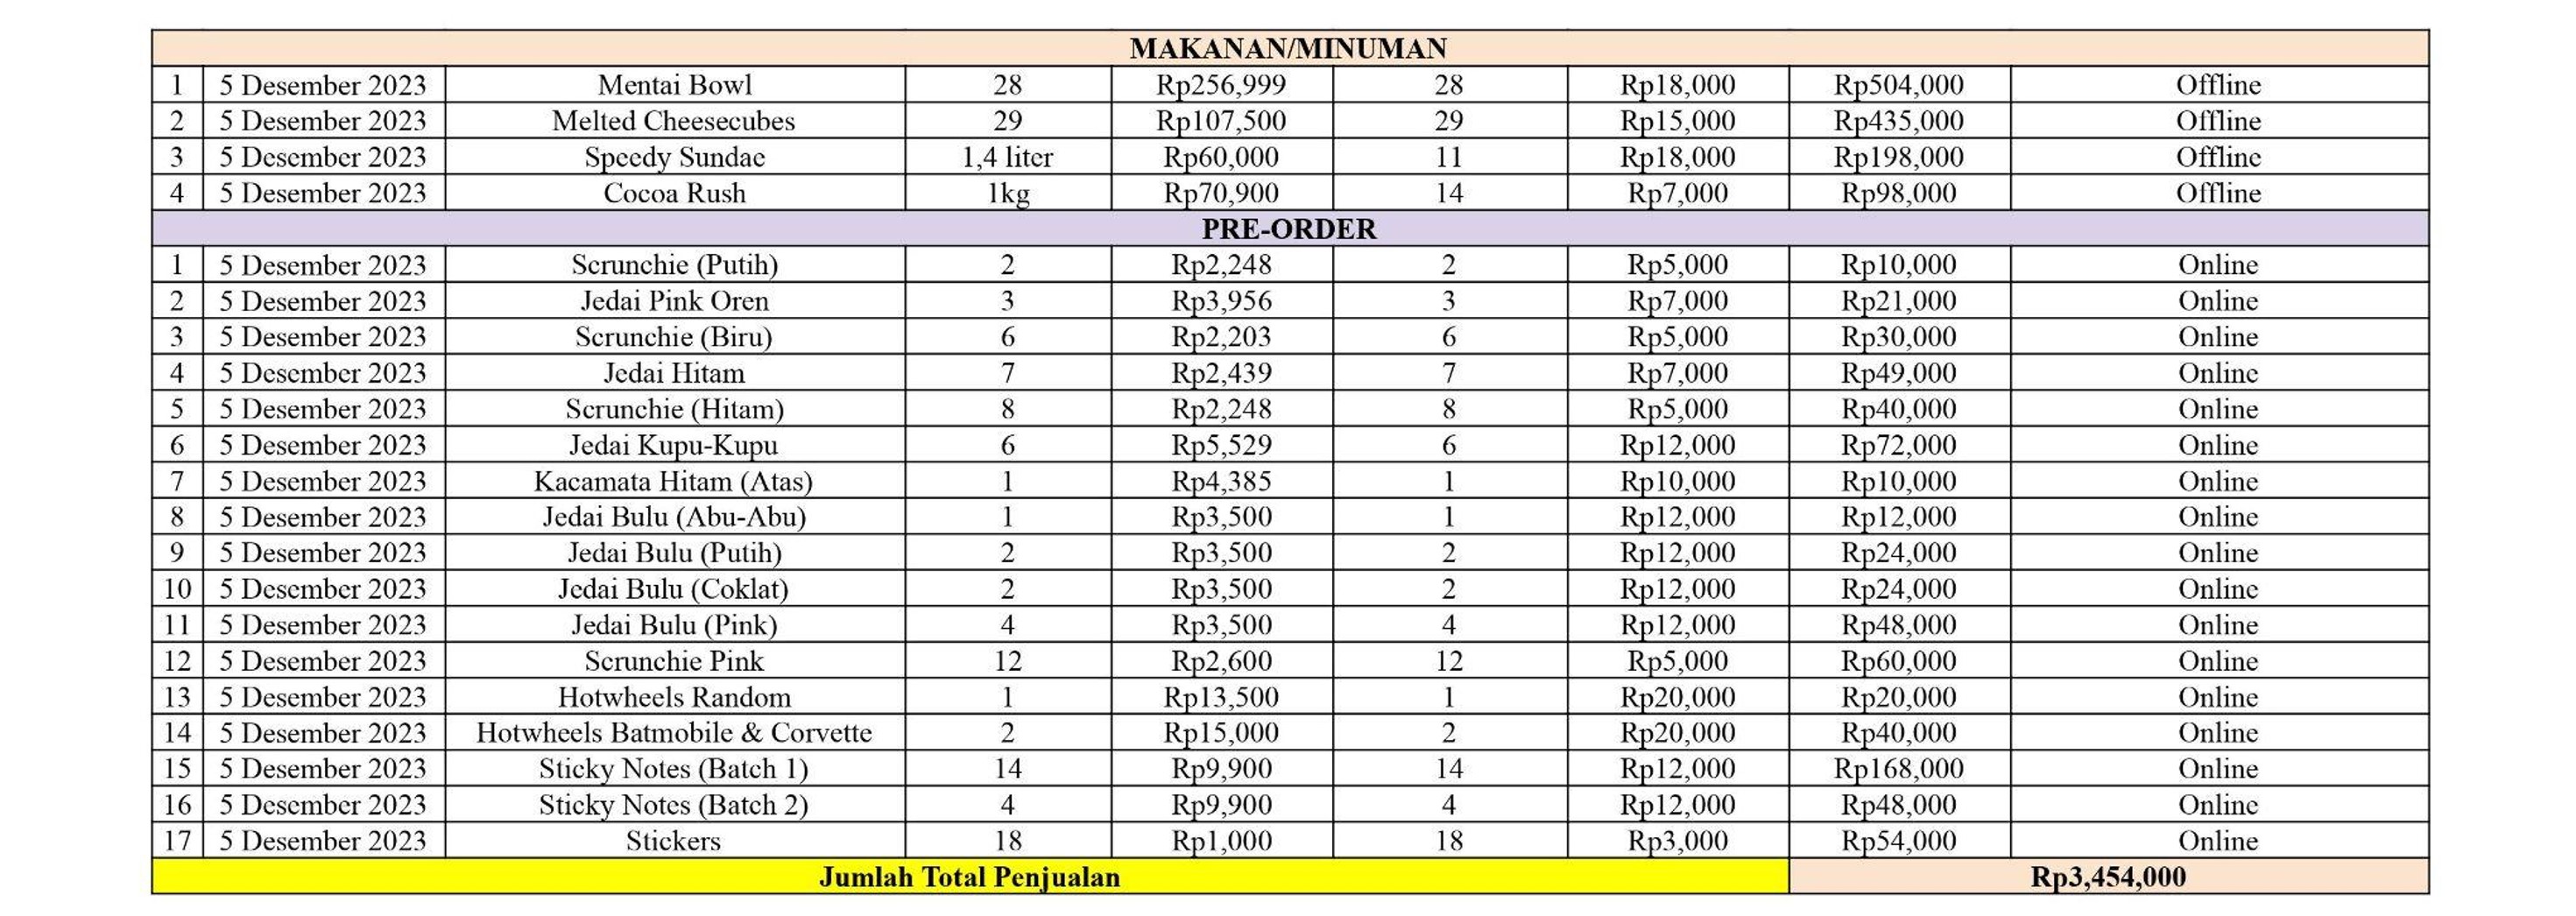 MAKANAN/MINUMAN
1 5 Desember 2023 Mentai Bowl 28 Rp256,999 28 Rp18,000 Rp504,000 Offline
2 5 Desember 2023 Melted Cheesecubes 29 Rp107,500 29 Rp15,000 Rp435,000 Offline
3 5 Desember 2023 Speedy Sundae 1,4 liter Rp60,000 11 Rp18,000 Rp198,000 Offline
4 5 Desember 2023 Cocoa Rush 1kg Rp70,900 14 Rp7,000 Rp98,000 Offline
PRE-ORDER
1 5 Desember 2023 Scrunchie (Putih) 2 Rp2,248 2 Rp5,000 Rp10,000 Online
2 5 Desember 2023 Jedai Pink Oren 3 Rp3,956 3 Rp7,000 Rp21,000 Online
3 5 Desember 2023 Scrunchie (Biru) 6 Rp2,203 6 Rp5,000 Rp30,000 Online
4 5 Desember 2023 Jedai Hitam 7 Rp2,439 7 Rp7,000 Rp49,000 Online
5 5 Desember 2023 Scrunchie (Hitam) 8 Rp2,248 8 Rp5,000 Rp40,000 Online
6 5 Desember 2023 Jedai Kupu-Kupu 6 Rp5,529 6 Rp12,000 Rp72,000 Online
7 5 Desember 2023 Kacamata Hitam (Atas) 1 Rp4,385 1 Rp10,000 Rp10,000 Online
8 5 Desember 2023 Jedai Bulu (Abu-Abu) 1 Rp3,500 1 Rp12,000 Rp12,000 Online
9 5 Desember 2023 Jedai Bulu (Putih) 2 Rp3,500 2 Rp12,000 Rp24,000 Online
10 5 Desember 2023 Jedai Bulu (Coklat) 2 Rp3,500 2 Rp12,000 Rp24,000 Online
11 5 Desember 2023 Jedai Bulu (Pink) 4 Rp3,500 4 Rp12,000 Rp48,000 Online
12 5 Desember 2023 Scrunchie Pink 12 Rp2,600 12 Rp5,000 Rp60,000 Online
13 5 Desember 2023 Hotwheels Random 1 Rp13,500 1 Rp20,000 Rp20,000 Online
14 5 Desember 2023 Hotwheels Batmobile & Corvette 2 Rp15,000 2 Rp20,000 Rp40,000 Online
15 5 Desember 2023 Sticky Notes (Batch 1) 14 Rp9,900 14 Rp12,000 Rp168,000 Online
16 5 Desember 2023 Sticky Notes (Batch 2) 4 Rp9,900 4 Rp12,000 Rp48,000 Online
17 5 Desember 2023 Stickers 18 Rp1,000 18 Rp3,000 Rp54,000 Online
Jumlah Total Penjualan Rp3,454,000